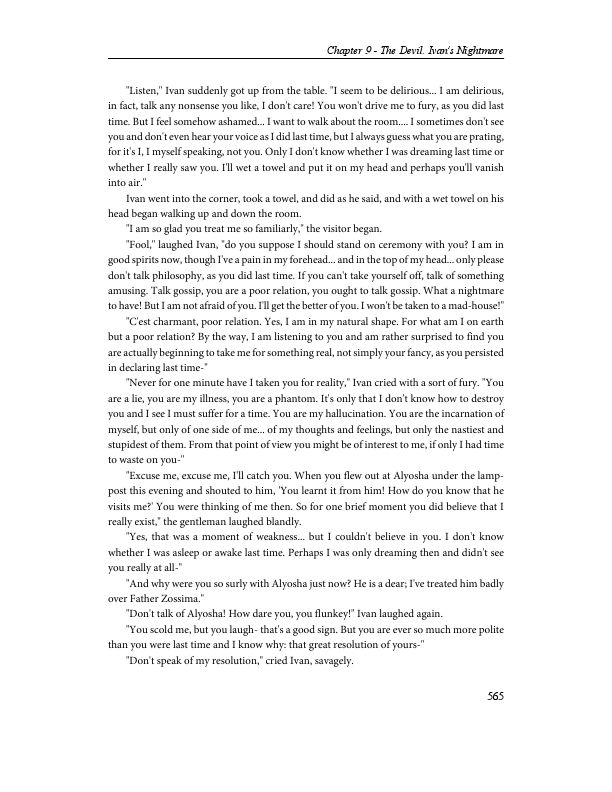 Chapter 9 - The Devil. Ivan's Nightmare
"Listen," Ivan suddenly got up from the table. "I seem to be delirious... I am delirious,
in fact, talk any nonsense you like, I don't care! You won't drive me to fury, as you did last
time. But I feel somehow ashamed... I want to walk about the room.... I sometimes don't see
you and don't even hear your voice as I did last time, but I always guess what you are prating,
for it's I, I myself speaking, not you. Only I don't know whether I was dreaming last time or
whether I really saw you. I'll wet a towel and put it on my head and perhaps you'll vanish
into air."
Ivan went into the corner, took a towel, and did as he said, and with a wet towel on his
head began walking up and down the room.
"I am so glad you treat me so familiarly," the visitor began.
"Fool," laughed Ivan, "do you suppose I should stand on ceremony with you? I am in
good spirits now, though I've a pain in my forehead... and in the top of my head... only please
don't talk philosophy, as you did last time. If you can't take yourself off, talk of something
amusing. Talk gossip, you are a poor relation, you ought to talk gossip. What a nightmare
to have! But I am not afraid of you. I'll get the better of you. I won't be taken to a mad-house!"
"C'est charmant, poor relation. Yes, I am in my natural shape. For what am I on earth
but a poor relation? By the way, I am listening to you and am rather surprised to find you
are actually beginning to take me for something real, not simply your fancy, as you persisted
in declaring last time-"
"Never for one minute have I taken you for reality," Ivan cried with a sort of fury. "You
are a lie, you are my illness, you are a phantom. It's only that I don't know how to destroy
you and I see I must suffer for a time. You are my hallucination. You are the incarnation of
myself, but only of one side of me... of my thoughts and feelings, but only the nastiest and
stupidest of them. From that point of view you might be of interest to me, if only I had time
to waste on you-"
"Excuse me, excuse me, I'll catch you. When you flew out at Alyosha under the lamp-
post this evening and shouted to him, 'You learnt it from him! How do you know that he
visits me?' You were thinking of me then. So for one brief moment you did believe that I
really exist," the gentleman laughed blandly.
"Yes, that was a moment of weakness... but I couldn't believe in you. I don't know
whether I was asleep or awake last time. Perhaps I was only dreaming then and didn't see
you really at all-"
"And why were you so surly with Alyosha just now? He is a dear; I've treated him badly
over Father Zossima."
"Don't talk of Alyosha! How dare you, you flunkey!" Ivan laughed again.
"You scold me, but you laugh- that's a good sign. But you are ever so much more polite
than you were last time and I know why: that great resolution of yours-"
"Don't speak of my resolution," cried Ivan, savagely.
565